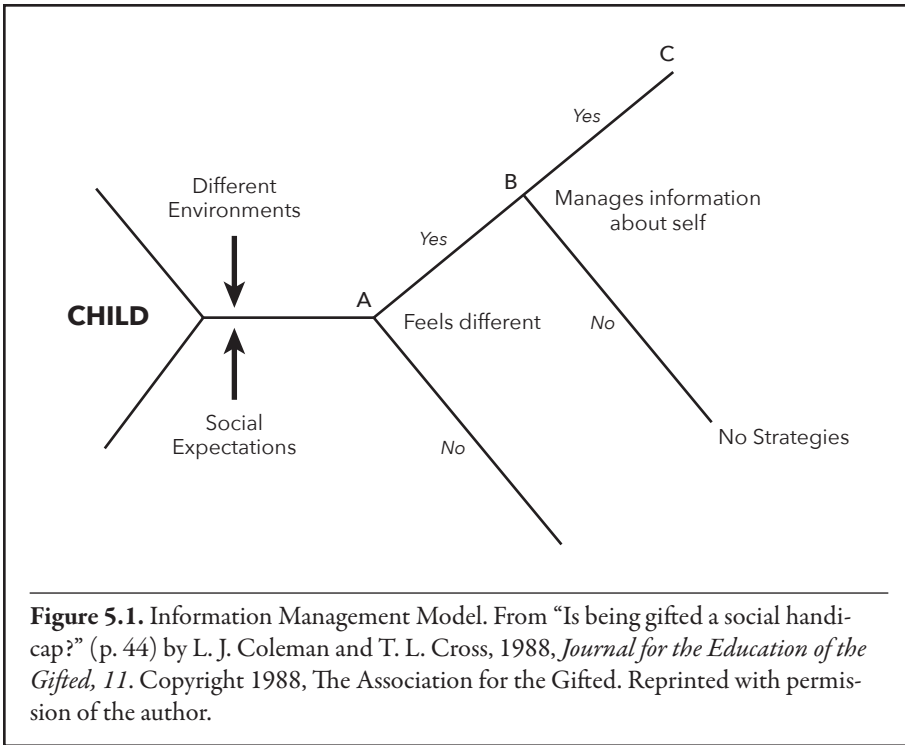 C
Yes
B
Manages information
about self
Different
Environments
Yes
A
CHILD
Feels different
No
Social
Expectations
No
No Strategies
Figure 5.1. Information Management Model. From “Is being gifted a social handi-
cap?” (p. 44) by L. J. Coleman and T. L. Cross, 1988, Journal for the Education of the
Gifted, 11. Copyright 1988, The Association for the Gifted. Reprinted with permis-
sion of the author.